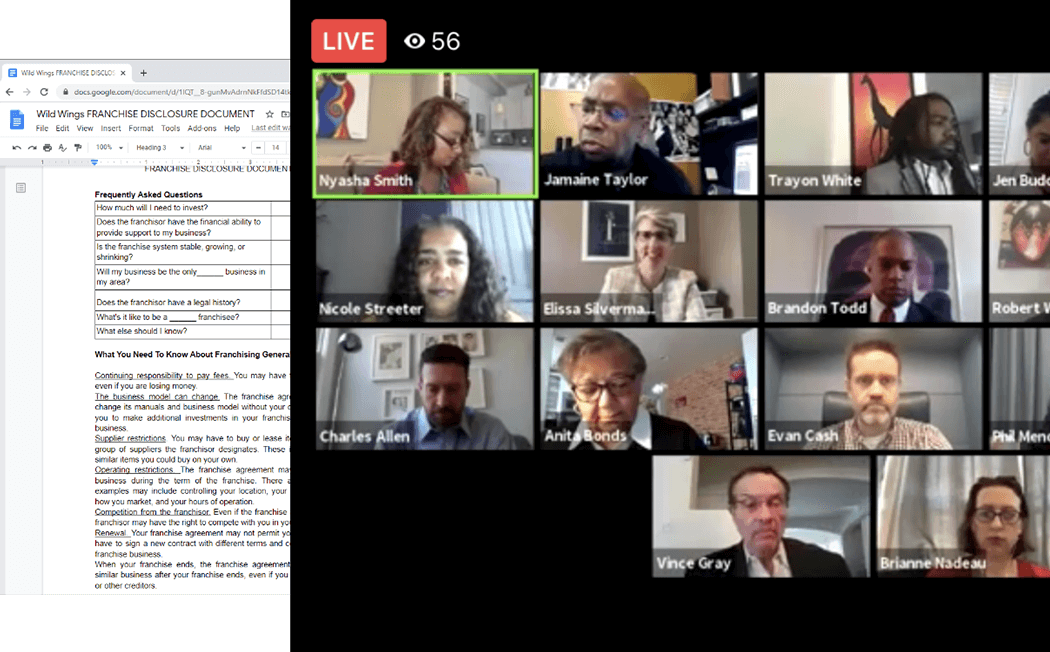 LIVE 56
Wild Wings FRANCHISE DISCLOS
docs.google.com/document/d/
Wild Wings FRANCHISE DISCLOSURE DOCUMENT
File Edit View Insert Format Tools Add-ons Help Last edit wa
100% Heading 3 Arial 14
1 2 3
FRANCHISE DISCLOSURE DOCUMENT
Frequently Asked Questions
How much will I need to invest?
Does the franchisor have the financial ability to
provide support to my business?
Is the franchise system stable, growing, or
shrinking?
Will my business be the only______ business in
my area?
Does the franchisor have a legal history?
What's it like to be a ______ franchisee?
What else should I know?
What You Need To Know About Franchising Genera
Continuing responsibility to pay fees. You may have
even if you are losing money.
The business model can change. The franchise agre
change its manuals and business model without your c
you to make additional investments in your franchis
business.
Supplier restrictions. You may have to buy or lease it
group of suppliers the franchisor designates. These
similar items you could buy on your own.
Operating restrictions. The franchise agreement may
business during the term of the franchise. There a
examples may include controlling your location, your
how you market, and your hours of operation.
Competition from the franchisor. Even if the franchise
franchisor may have the right to compete with you in yo
Renewal. Your franchise agreement may not permit yo
have to sign a new contract with different terms and c
franchise business.
When your franchise ends, the franchise agreement
similar business after your franchise ends, even if you
or other creditors.
Nyasha Smith
Jamaine Taylor
Trayon White
Jen Budo
Nicole Streeter
Elissa Silverma...
Brandon Todd
Robert W
Charles Allen
Anita Bonds
Evan Cash
Phil Menc
Vince Gray
Brianne Nadeau